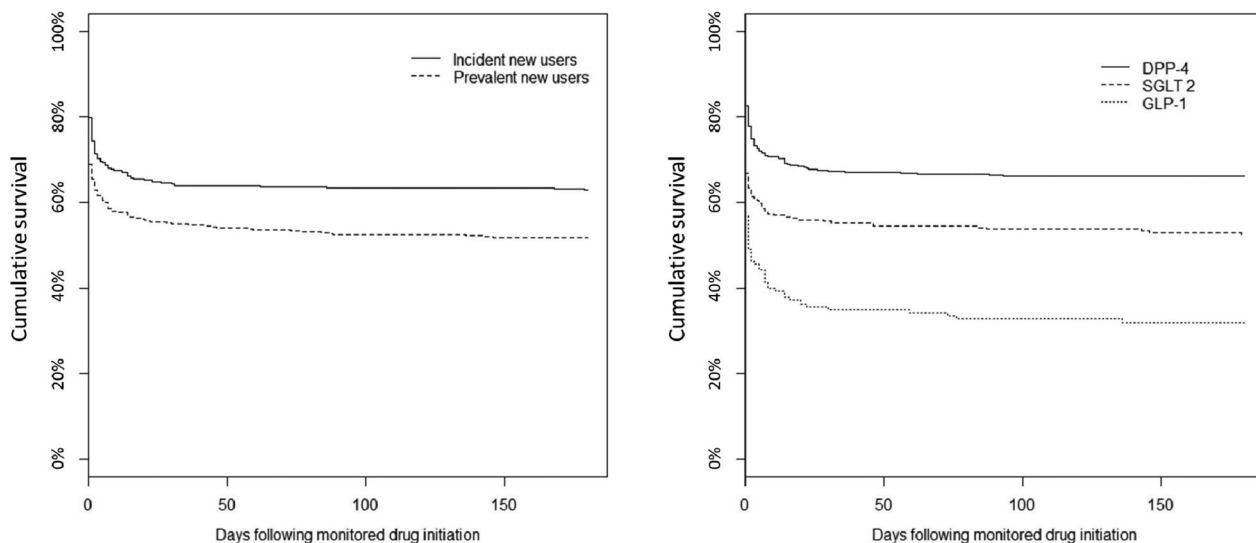 100%
80%
60%
40%
20%
0%
Cumulative survival
Incident new users
Prevalent new users
0 50 100 150
Days following monitored drug initiation
100%
80%
60%
40%
20%
0%
Cumulative survival
DPP-4
SGLT 2
GLP-1
0 50 100 150
Days following monitored drug initiation